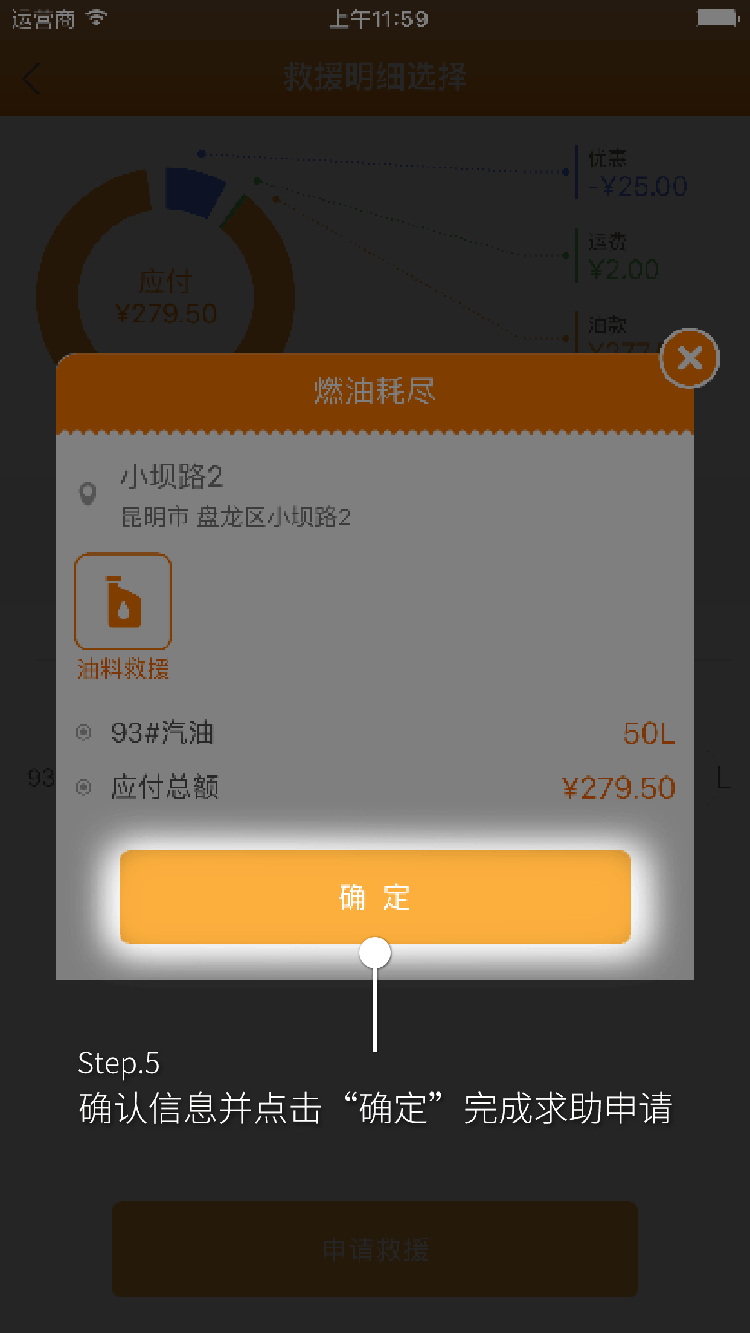 运营商
上午11:59
救援明细选择
优惠
-¥25.00
运费
¥2.00
油款
应付
¥279.50
燃油耗尽
小坝路2
昆明市 盘龙区小坝路2
油料救援
93#汽油
50L
93
L
应付总额
¥279.50
确 定
Step.5
确认信息并点击“确定”完成求助申请
申请救援